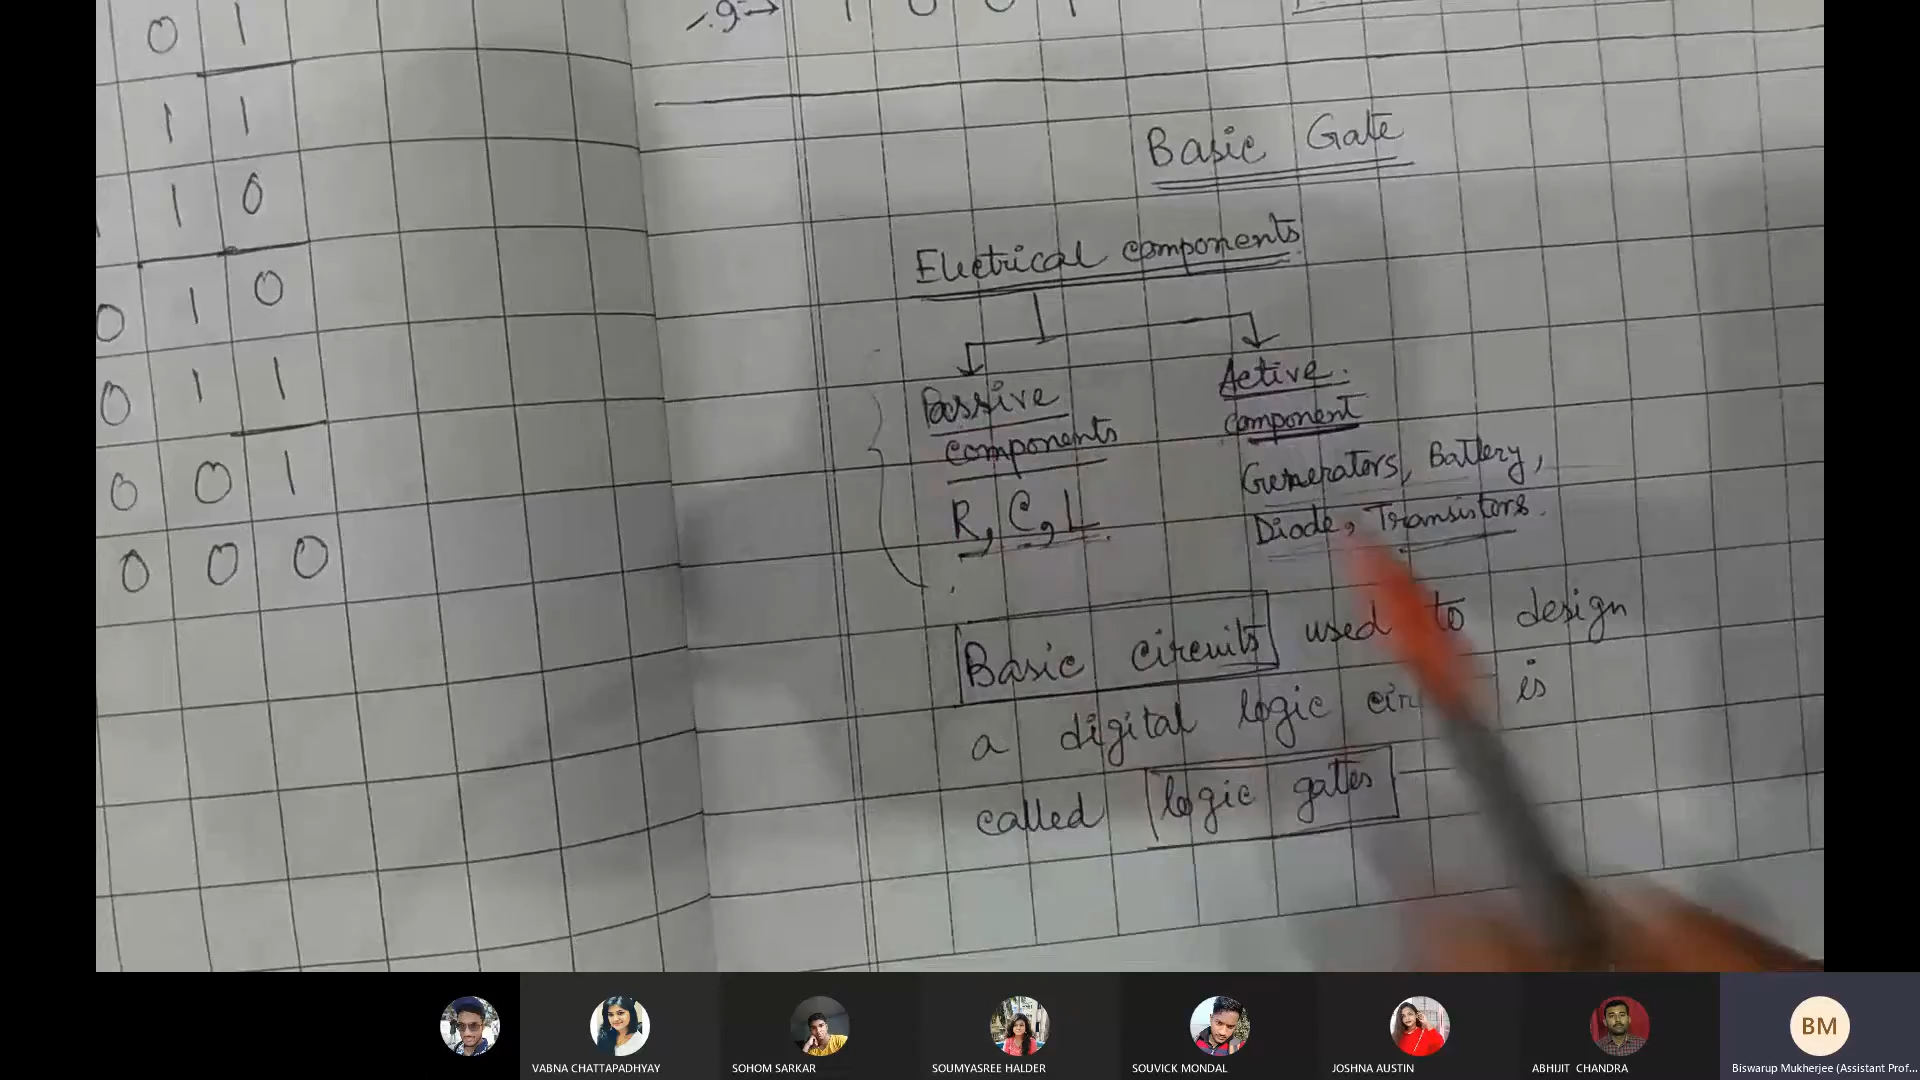 0 1
1 1
1 0
0 1 0
0 1 1
0 0 1
0 0 0
Basic Gate
Electrical components
Passive
components
R, C, L
Active
component
Generators, Battery,
Diode, Transistors.
Basic circuits used to design
a digital logic is
called logic gates
VABNA CHATTAPADHYAY
SOHOM SARKAR
SOUMYASREE HALDER
SOUVICK MONDAL
JOSHNA AUSTIN
ABHIJIT CHANDRA
BM
Biswarup Mukherjee (Assistant Prof...